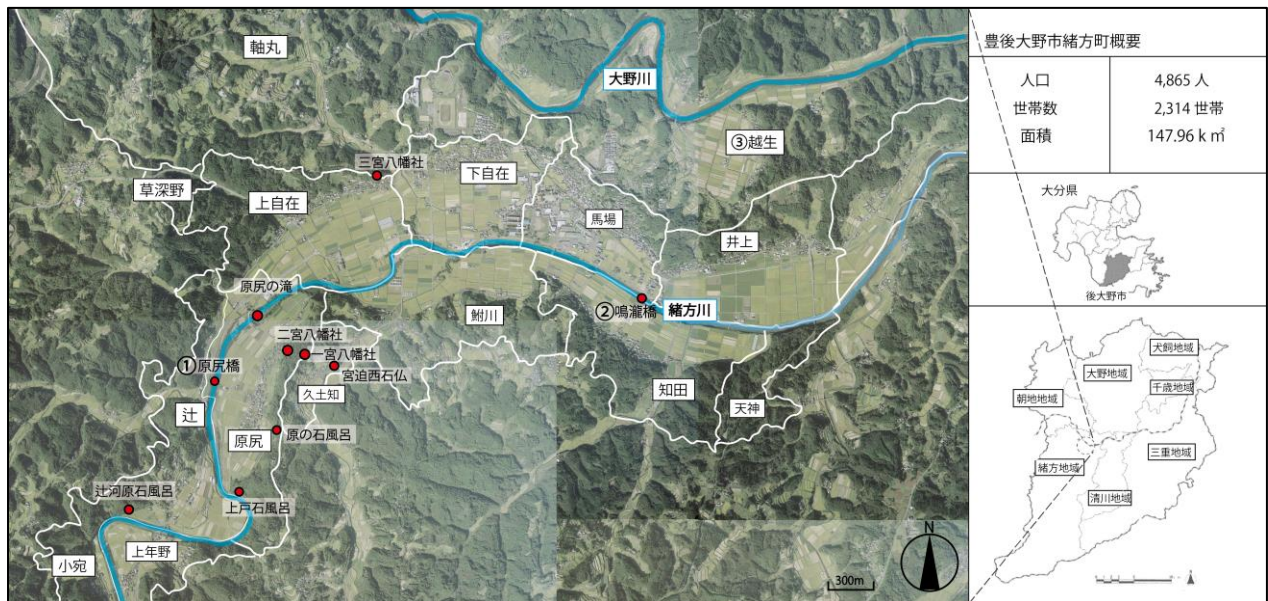 軸丸
大野川
③越生
三宮八幡社
下自在
草深野
上自在
馬場
井上
原尻の滝
②鳴瀧橋
緒方川
鮒川
二宮八幡社
一宮八幡社
①原尻橋
宮迫西石仏
久土知
知田
天神
辻
原尻
原の石風呂
辻河原石風呂
上戸石風呂
上年野
小宛
300m
N
豊後大野市緒方町概要
人口 4,865 人
世帯数 2,314 世帯
面積 147.96 k ㎡
大分県
後大野市
犬飼地域
大野地域
千歳地域
朝地地域
三重地域
緒方地域
清川地域